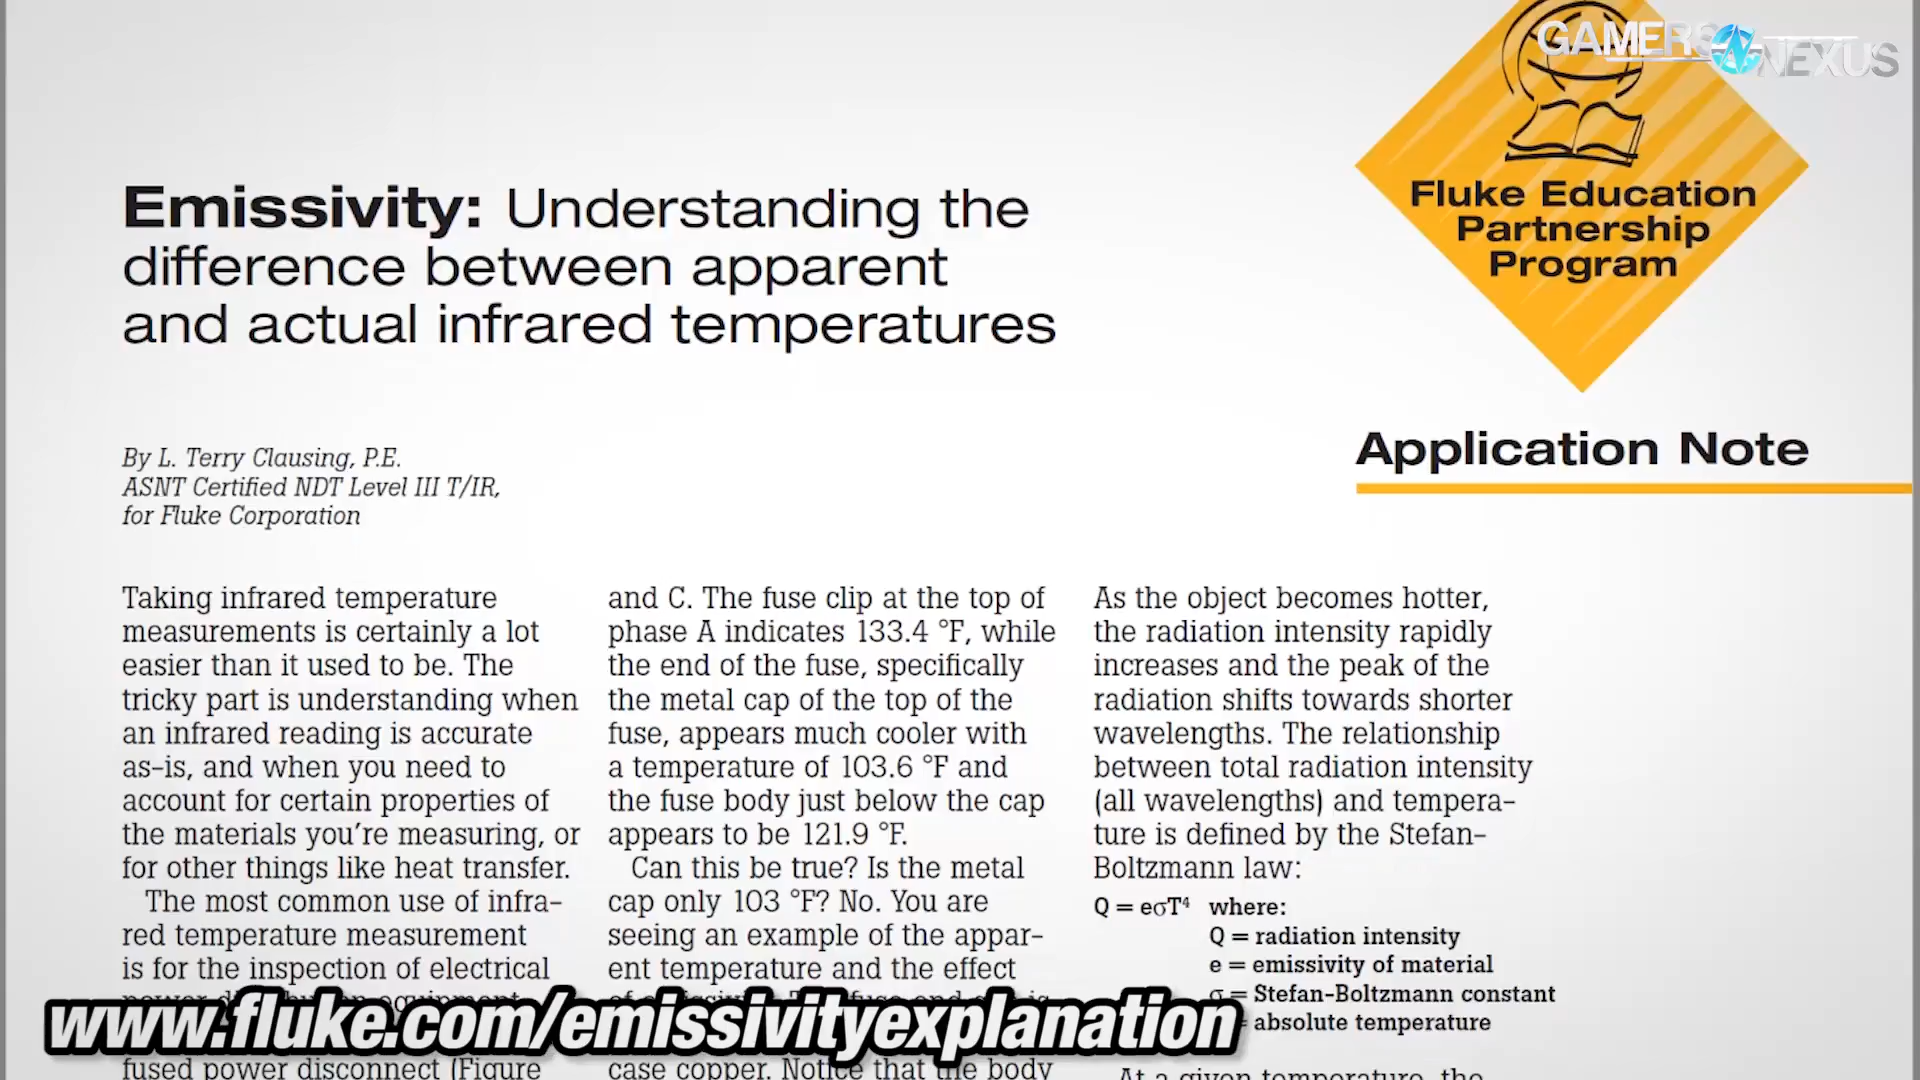 GAMERS NEXUS
Fluke Education
Partnership
Program
Emissivity: Understanding the
difference between apparent
and actual infrared temperatures
Application Note
By L. Terry Clausing, P.E.
ASNT Certified NDT Level III T/IR,
for Fluke Corporation
Taking infrared temperature
measurements is certainly a lot
easier than it used to be. The
tricky part is understanding when
an infrared reading is accurate
as-is, and when you need to
account for certain properties of
the materials you're measuring, or
for other things like heat transfer.
The most common use of infra-
red temperature measurement
is for the inspection of electrical
fused power disconnect (Figure
and C. The fuse clip at the top of
phase A indicates 133.4 °F, while
the end of the fuse, specifically
the metal cap of the top of the
fuse, appears much cooler with
a temperature of 103.6 °F and
the fuse body just below the cap
appears to be 121.9 °F.
Can this be true? Is the metal
cap only 103 °F? No. You are
seeing an example of the appar-
ent temperature and the effect
case copper. Notice that the body
As the object becomes hotter,
the radiation intensity rapidly
increases and the peak of the
radiation shifts towards shorter
wavelengths. The relationship
between total radiation intensity
(all wavelengths) and tempera-
ture is defined by the Stefan-
Boltzmann law:
Q = eσT⁴ where:
Q = radiation intensity
e = emissivity of material
σ = Stefan-Boltzmann constant
= absolute temperature
At a given temperature, the
www.fluke.com/emissivityexplanation